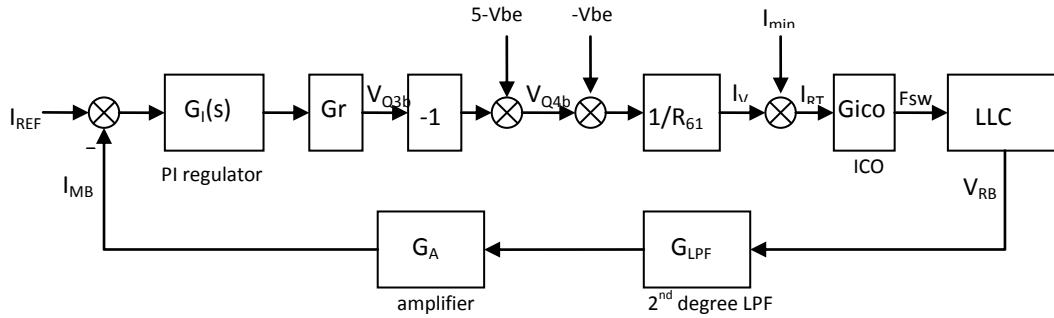 5-Vbe
-Vbe
Imin
IREF
GI(s)
Gr
VQ3b
-1
VQ4b
1/R61
IV
IRT
Gico
Fsw
LLC
−
PI regulator
ICO
IMB
VRB
GA
GLPF
amplifier
2nd degree LPF